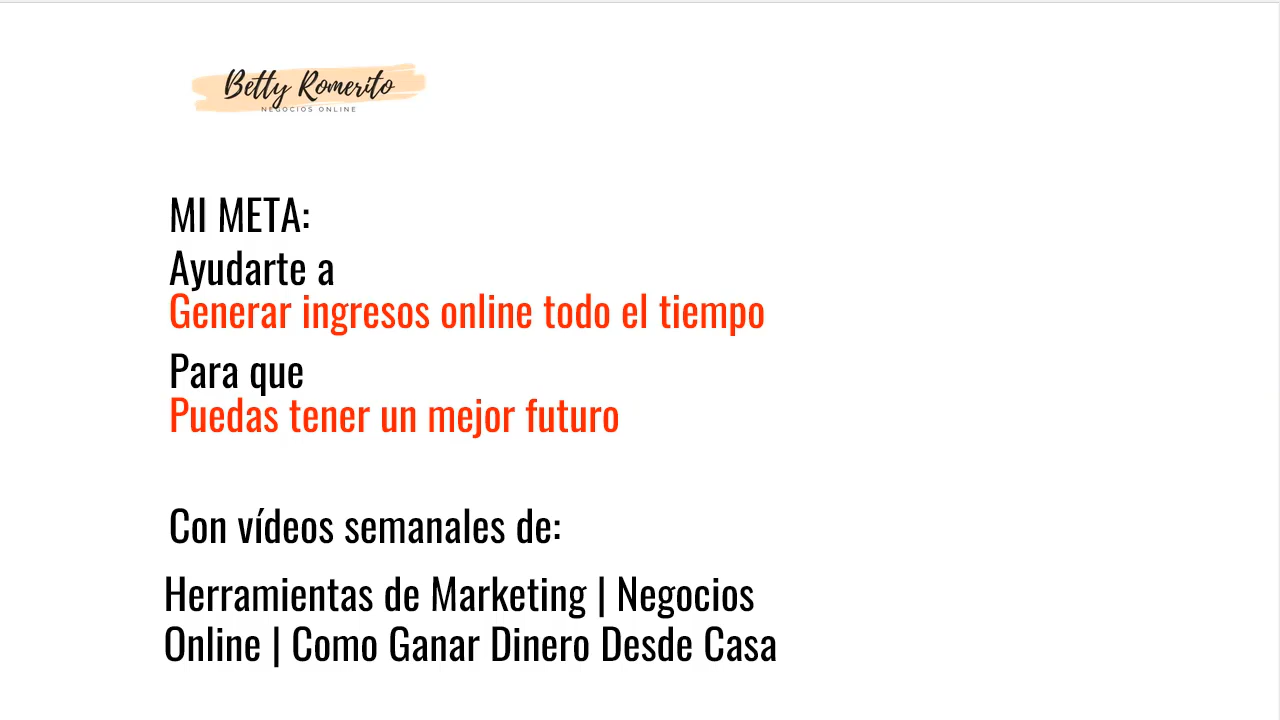 Betty Romerito
NEGOCIOS ONLINE
MI META:
Ayudarte a
Generar ingresos online todo el tiempo
Para que
Puedas tener un mejor futuro
Con vídeos semanales de:
Herramientas de Marketing | Negocios
Online | Como Ganar Dinero Desde Casa